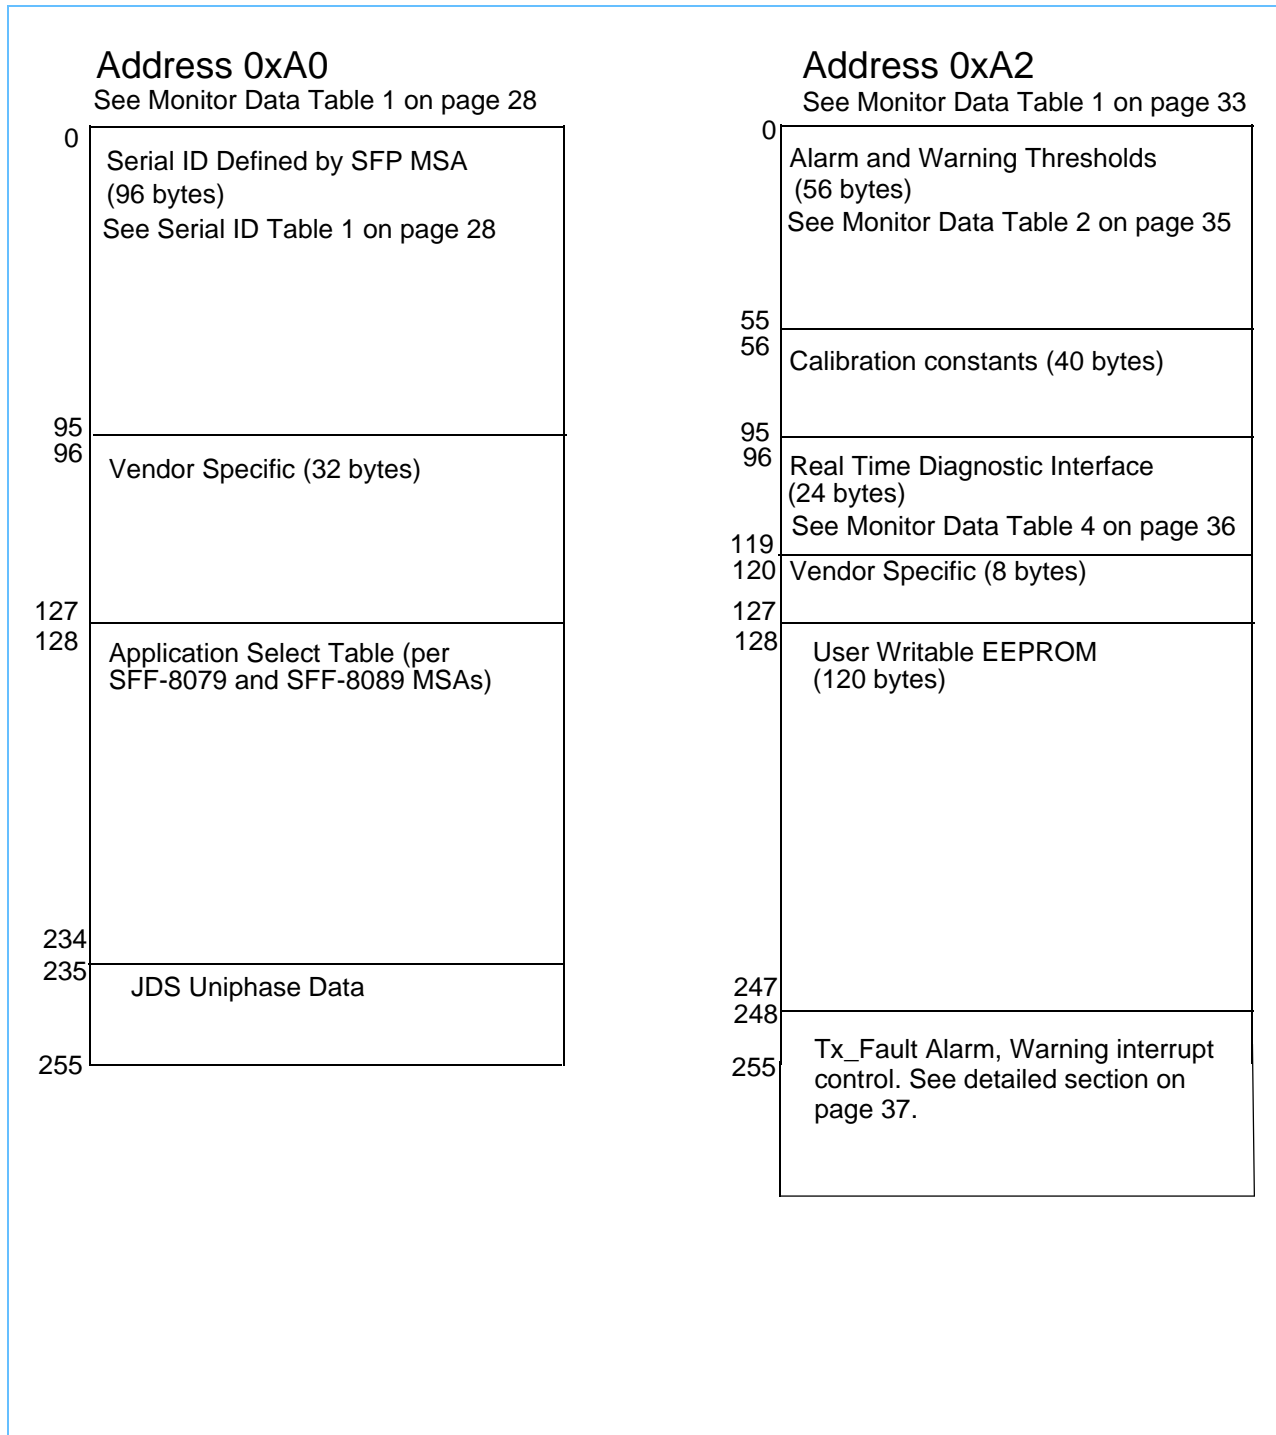 Address 0xA0
See Monitor Data Table 1 on page 28
0
Serial ID Defined by SFP MSA
(96 bytes)
See Serial ID Table 1 on page 28
95
96
Vendor Specific (32 bytes)
127
128
Application Select Table (per
SFF-8079 and SFF-8089 MSAs)
234
235
JDS Uniphase Data
255
Address 0xA2
See Monitor Data Table 1 on page 33
0
Alarm and Warning Thresholds
(56 bytes)
See Monitor Data Table 2 on page 35
55
56
Calibration constants (40 bytes)
95
96
Real Time Diagnostic Interface
(24 bytes)
See Monitor Data Table 4 on page 36
119
120
Vendor Specific (8 bytes)
127
128
User Writable EEPROM
(120 bytes)
247
248
Tx_Fault Alarm, Warning interrupt
control. See detailed section on
page 37.
255